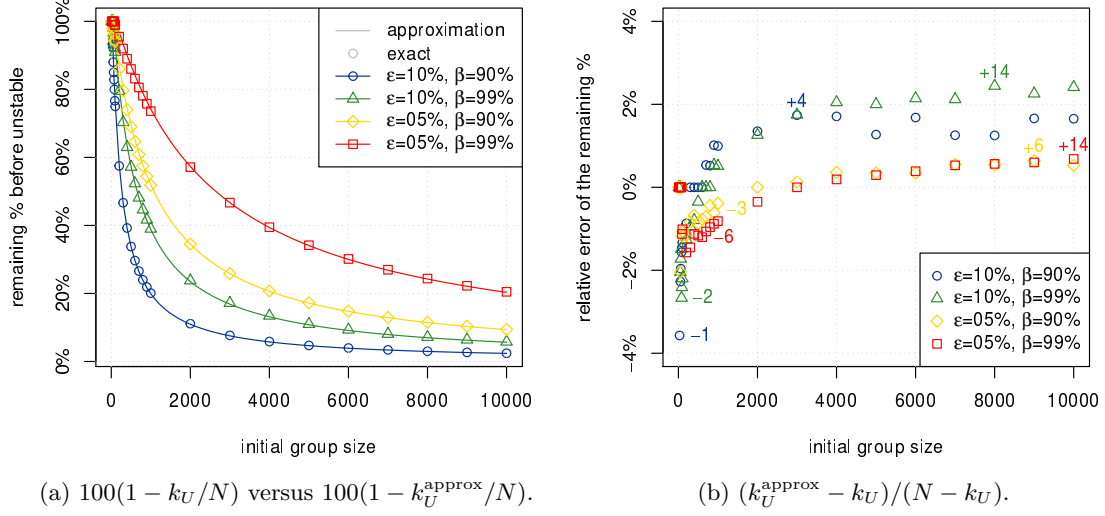 remaining % before unstable
100%
80%
60%
40%
20%
0%
0 2000 4000 6000 8000 10000
initial group size
approximation
exact
ε=10%, β=90%
ε=10%, β=99%
ε=05%, β=90%
ε=05%, β=99%
(a) 100(1 − k_U/N) versus 100(1 − k_U^approx/N).
relative error of the remaining %
4%
2%
0%
−2%
−4%
0 2000 4000 6000 8000 10000
initial group size
+14
+4
+6
+14
−3
−6
−2
−1
ε=10%, β=90%
ε=10%, β=99%
ε=05%, β=90%
ε=05%, β=99%
(b) (k_U^approx − k_U)/(N − k_U).